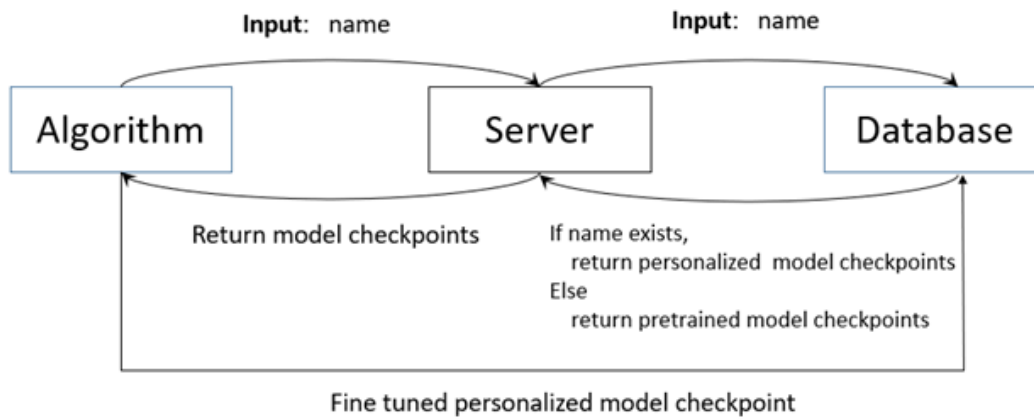 Input: name
Input: name
Algorithm
Server
Database
Return model checkpoints
If name exists,
return personalized model checkpoints
Else
return pretrained model checkpoints
Fine tuned personalized model checkpoint